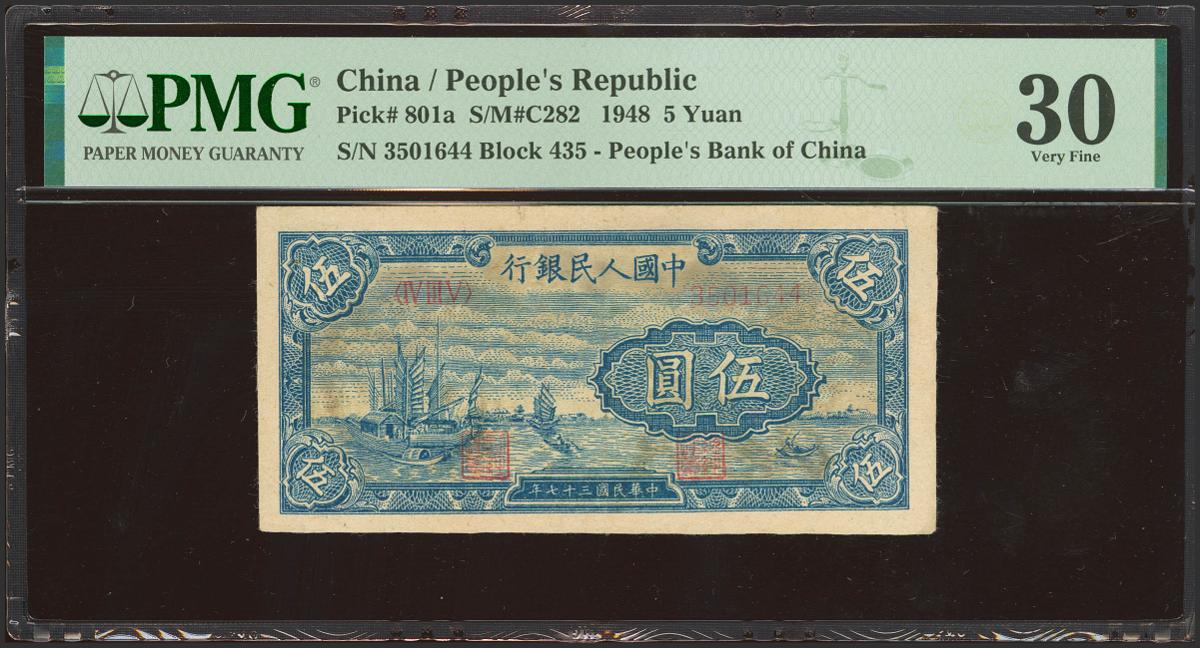 PMG®
PAPER MONEY GUARANTY
China / People's Republic
Pick# 801a S/M#C282 1948 5 Yuan
S/N 3501644 Block 435 - People's Bank of China
30
Very Fine
行銀民人國中
伍
伍
(IV III V)
3501644
圓伍
伍
伍
年七十三國民華中